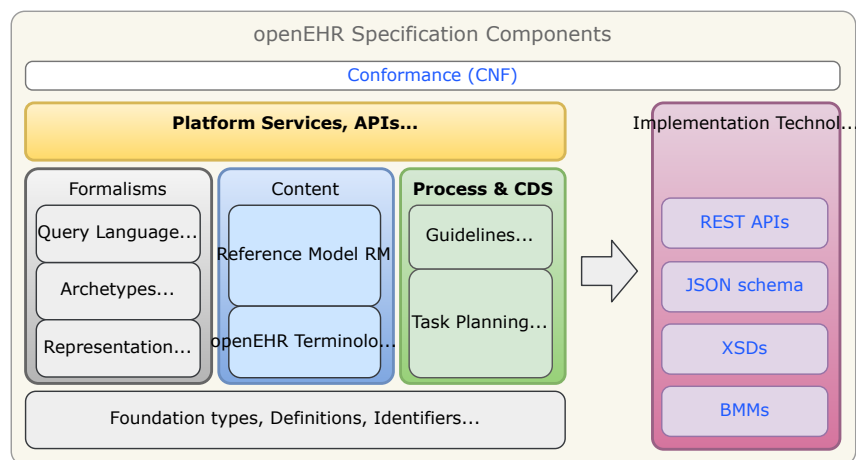 openEHR Specification Components
Conformance (CNF)
Platform Services, APIs...
Implementation Technol...
Formalisms
Query Language...
Archetypes...
Representation...
Content
Reference Model RM
openEHR Terminolo...
Process & CDS
Guidelines...
Task Planning...
REST APIs
JSON schema
XSDs
BMMs
Foundation types, Definitions, Identifiers...